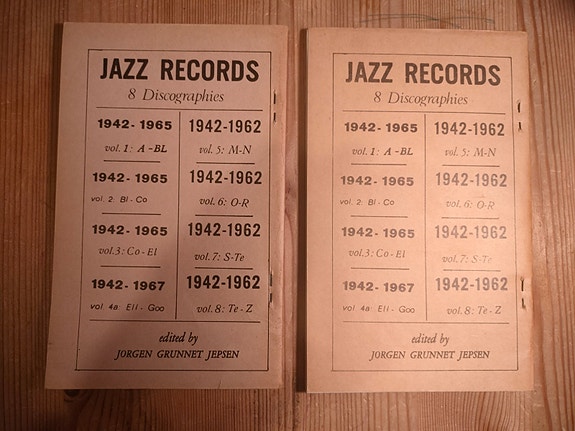 JAZZ RECORDS
8 Discographies
1942-1965
vol. 1: A-BL
1942-1965
vol. 2: Bl-Co
1942-1965
vol.3: Co-El
1942-1967
vol 4a: Ell-Goo
1942-1962
vol. 5: M-N
1942-1962
vol. 6: O-R
1942-1962
vol. 7: S-Te
1942-1962
vol. 8: Te-Z
edited by
JORGEN GRUNNET JEPSEN
JAZZ RECORDS
8 Discographies
1942-1965
vol. 1: A-BL
1942-1965
vol. 2: Bl-Co
1942-1965
vol.3: Co-El
1942-1967
vol 4a: Ell-Goo
1942-1962
vol. 5: M-N
1942-1962
vol. 6: O-R
1942-1962
vol. 7: S-Te
1942-1962
vol. 8: Te-Z
edited by
JORGEN GRUNNET JEPSEN